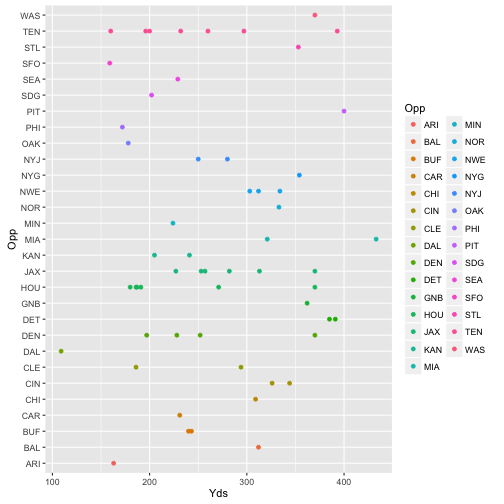 WAS
TEN
STL
SFO
SEA
SDG
PIT
PHI
OAK
NYJ
NYG
NWE
NOR
MIN
MIA
KAN
JAX
HOU
GNB
DET
DEN
DAL
CLE
CIN
CHI
CAR
BUF
BAL
ARI
Opp
100 200 300 400
Yds
Opp
ARI MIN
BAL NOR
BUF NWE
CAR NYG
CHI NYJ
CIN OAK
CLE PHI
DAL PIT
DEN SDG
DET SEA
GNB SFO
HOU STL
JAX TEN
KAN WAS
MIA